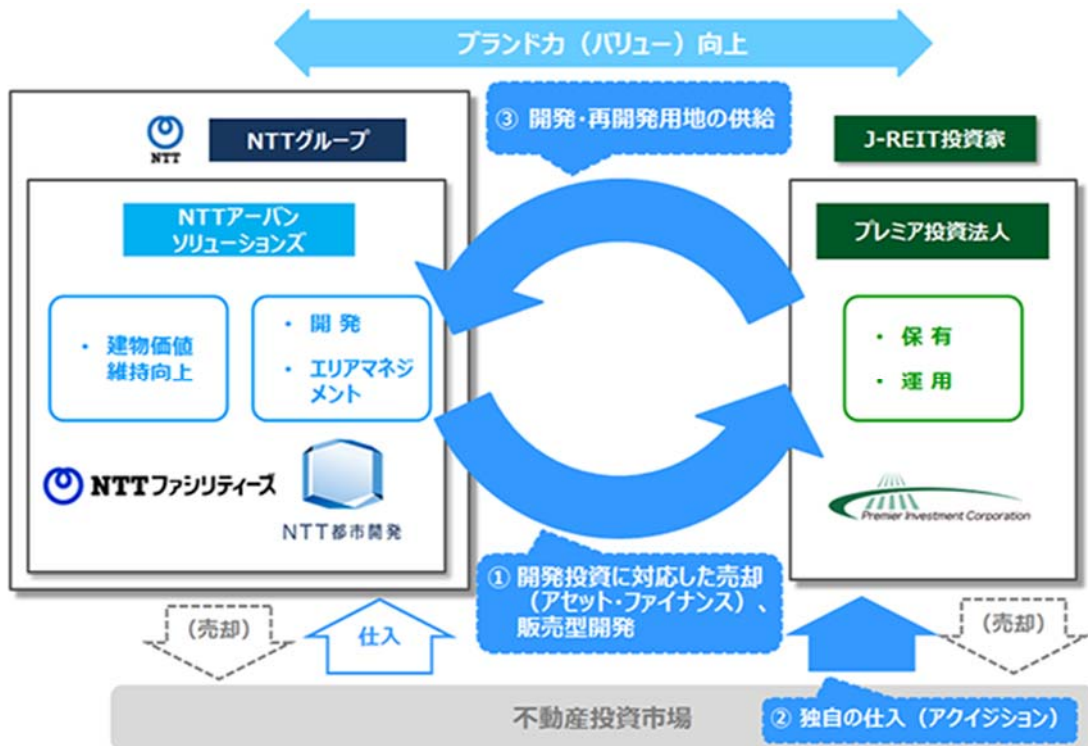 ブランド力（バリュー）向上
③ 開発・再開発用地の供給
NTT
NTTグループ
J-REIT投資家
NTTアーバン
ソリューションズ
プレミア投資法人
・ 建物価値
維持向上
・ 開 発
・ エリアマネジ
メント
・ 保 有
・ 運 用
NTTファシリティーズ
NTT都市開発
Premier Investment Corporation
① 開発投資に対応した売却
（アセット・ファイナンス）、
販売型開発
（売却）
仕入
（売却）
不動産投資市場
② 独自の仕入（アクイジション）